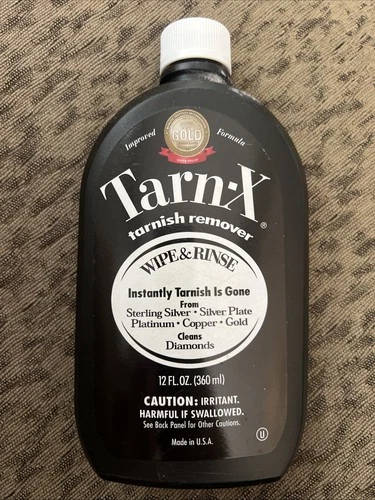 Improved Formula
GOLD
Tarn-X®
tarnish remover
WIPE & RINSE
Instantly Tarnish Is Gone
From
Sterling Silver • Silver Plate
Platinum • Copper • Gold
Cleans
Diamonds
12 FL. OZ. (360 ml)
CAUTION: IRRITANT.
HARMFUL IF SWALLOWED.
See Back Panel for Other Cautions.
Made in U.S.A.
U